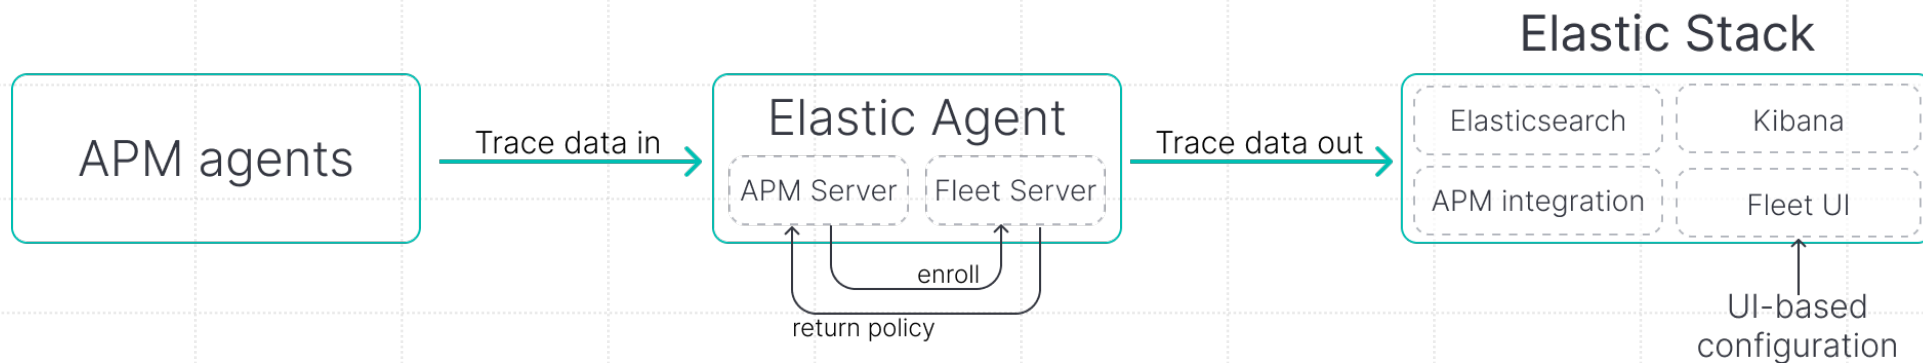 APM agents
Trace data in
Elastic Agent
APM Server
Fleet Server
enroll
return policy
Trace data out
Elastic Stack
Elasticsearch
Kibana
APM integration
Fleet UI
UI-based
configuration